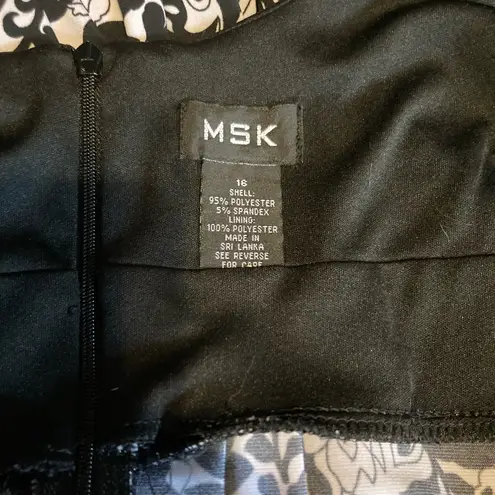 MSK
16
SHELL:
95% POLYESTER
5% SPANDEX
LINING:
100% POLYESTER
MADE IN
SRI LANKA
SEE REVERSE
FOR CARE